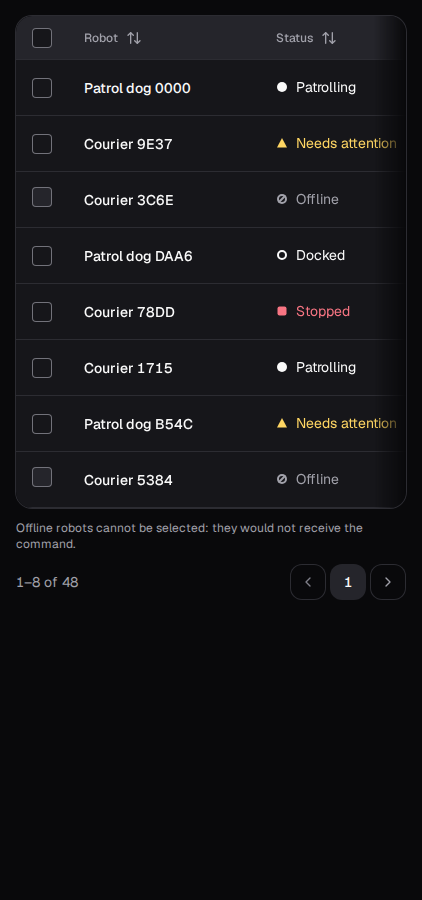 Robot Status
Patrol dog 0000 Patrolling
Courier 9E37 Needs attention
Courier 3C6E Offline
Patrol dog DAA6 Docked
Courier 78DD Stopped
Courier 1715 Patrolling
Patrol dog B54C Needs attention
Courier 5384 Offline
Offline robots cannot be selected: they would not receive the
command.
1–8 of 48 1